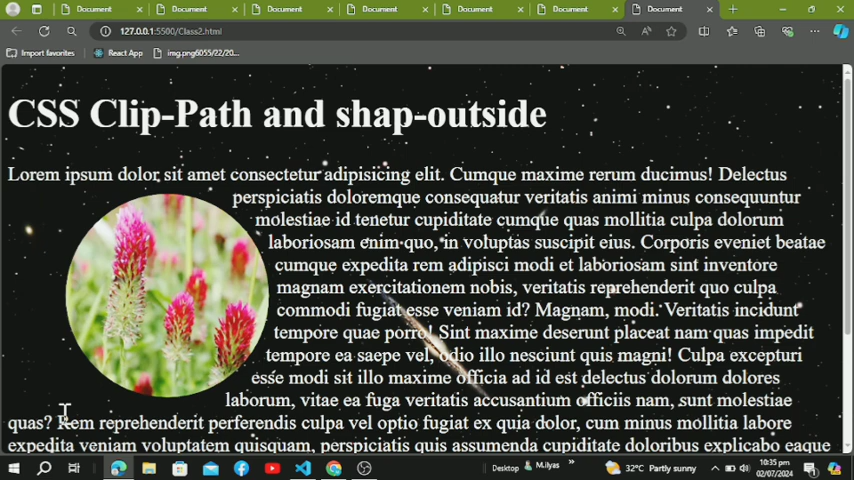 Document
Document
Document
Document
Document
Document
Document
127.0.0.1:5500/Class2.html
Import favorites
React App
img.png6055/22/20...
CSS Clip-Path and shap-outside
Lorem ipsum dolor sit amet consectetur adipisicing elit. Cumque maxime rerum ducimus! Delectus
perspiciatis doloremque consequatur veritatis animi minus consequuntur
molestiae id tenetur cupiditate cumque quas mollitia culpa dolorum
laboriosam enim quo, in voluptas suscipit eius. Corporis eveniet beatae
cumque expedita rem adipisci modi et laboriosam sint inventore
magnam exercitationem nobis, veritatis reprehenderit quo culpa
commodi fugiat esse veniam id? Magnam, modi. Veritatis incidunt
tempore quae porro! Sint maxime deserunt placeat nam quas impedit
tempore ea saepe vel, odio illo nesciunt quis magni! Culpa excepturi
esse modi sit illo maxime officia ad id est delectus dolorum dolores
laborum, vitae ea fuga veritatis accusantium officiis nam, sunt molestiae
quas? Rem reprehenderit perferendis culpa vel optio fugiat ex quia dolor, cum minus mollitia labore
expedita veniam voluptatem quisquam, perspiciatis quis assumenda cupiditate doloribus explicabo eaque
Desktop
M.ilyas
32°C Partly sunny
10:35 pm
02/07/2024